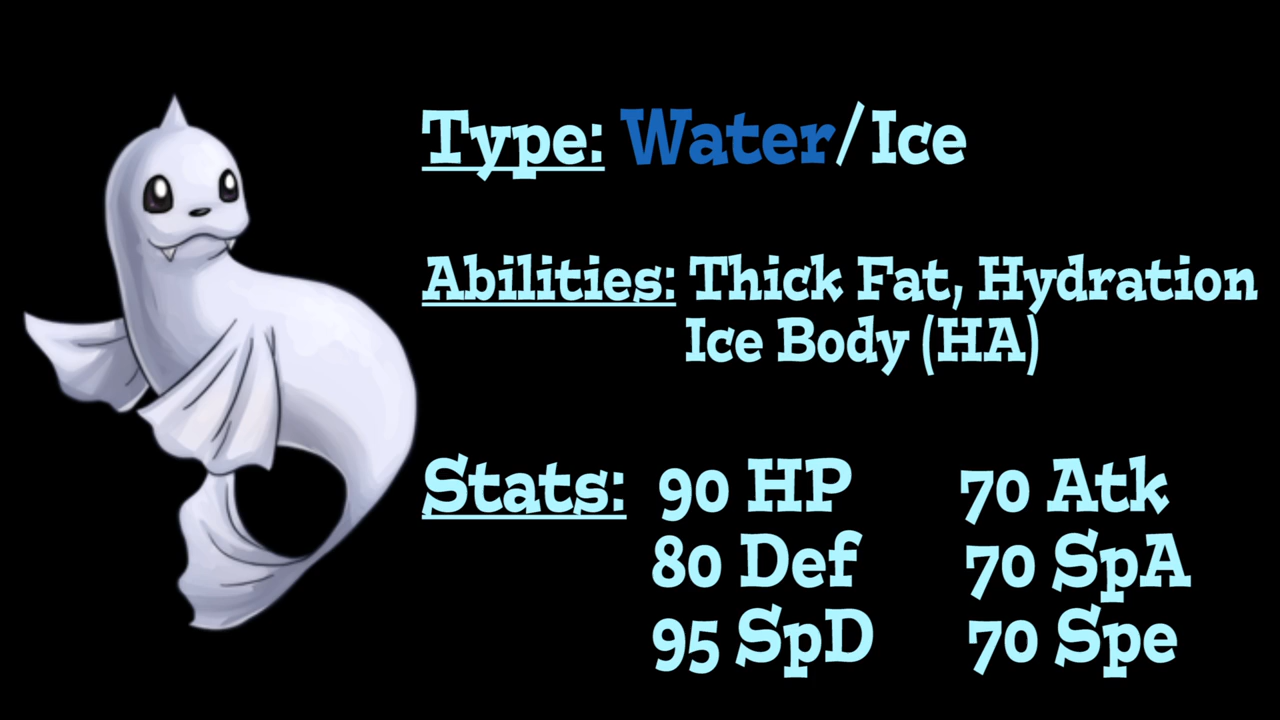 Type: Water/Ice
Abilities: Thick Fat, Hydration
Ice Body (HA)
Stats: 90 HP 70 Atk
80 Def 70 SpA
95 SpD 70 Spe